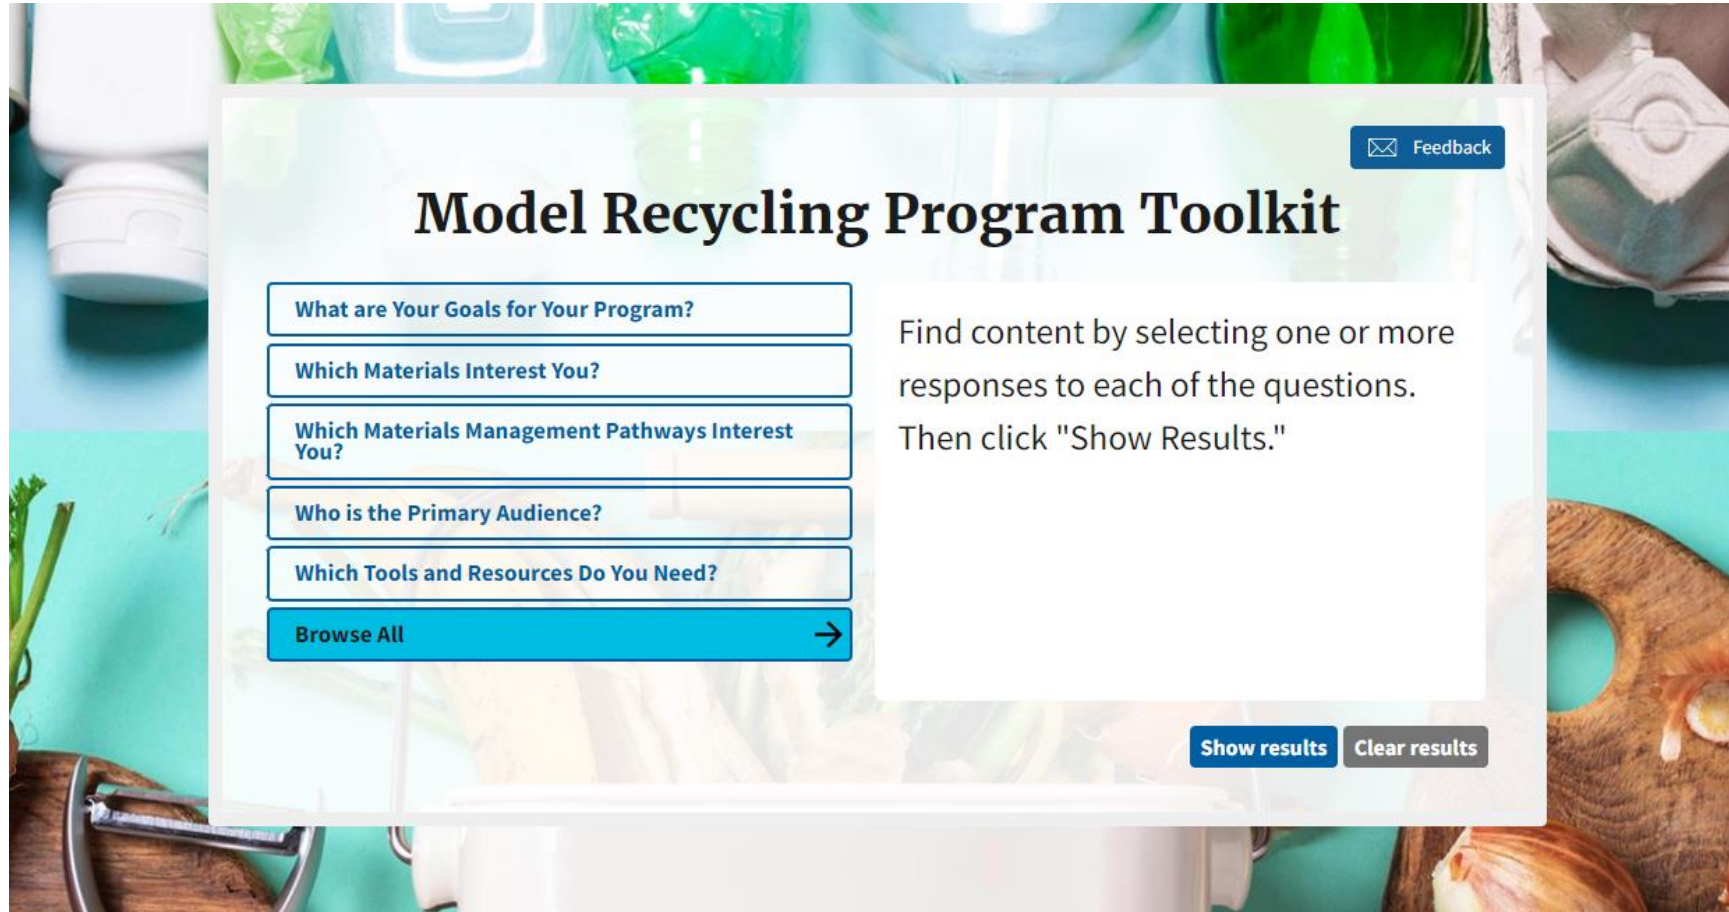 Feedback
Model Recycling Program Toolkit
What are Your Goals for Your Program?
Which Materials Interest You?
Which Materials Management Pathways Interest
You?
Who is the Primary Audience?
Which Tools and Resources Do You Need?
Browse All
Find content by selecting one or more
responses to each of the questions.
Then click "Show Results."
Show results
Clear results